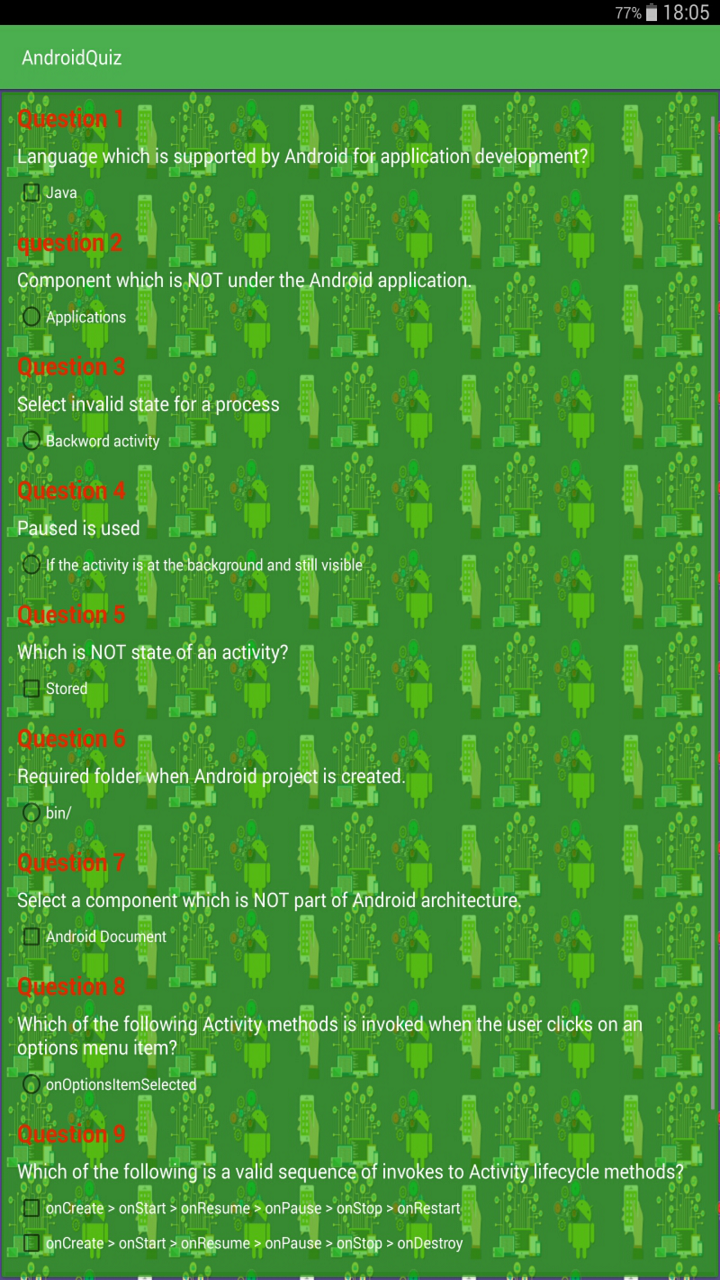 77% 18:05
AndroidQuiz
Question 1
Language which is supported by Android for application development?
Java
question 2
Component which is NOT under the Android application.
Applications
Question 3
Select invalid state for a process
Backword activity
Question 4
Paused is used
If the activity is at the background and still visible
Question 5
Which is NOT state of an activity?
Stored
Question 6
Required folder when Android project is created.
bin/
Question 7
Select a component which is NOT part of Android architecture.
Android Document
Question 8
Which of the following Activity methods is invoked when the user clicks on an
options menu item?
onOptionsItemSelected
Question 9
Which of the following is a valid sequence of invokes to Activity lifecycle methods?
onCreate > onStart > onResume > onPause > onStop > onRestart
onCreate > onStart > onResume > onPause > onStop > onDestroy